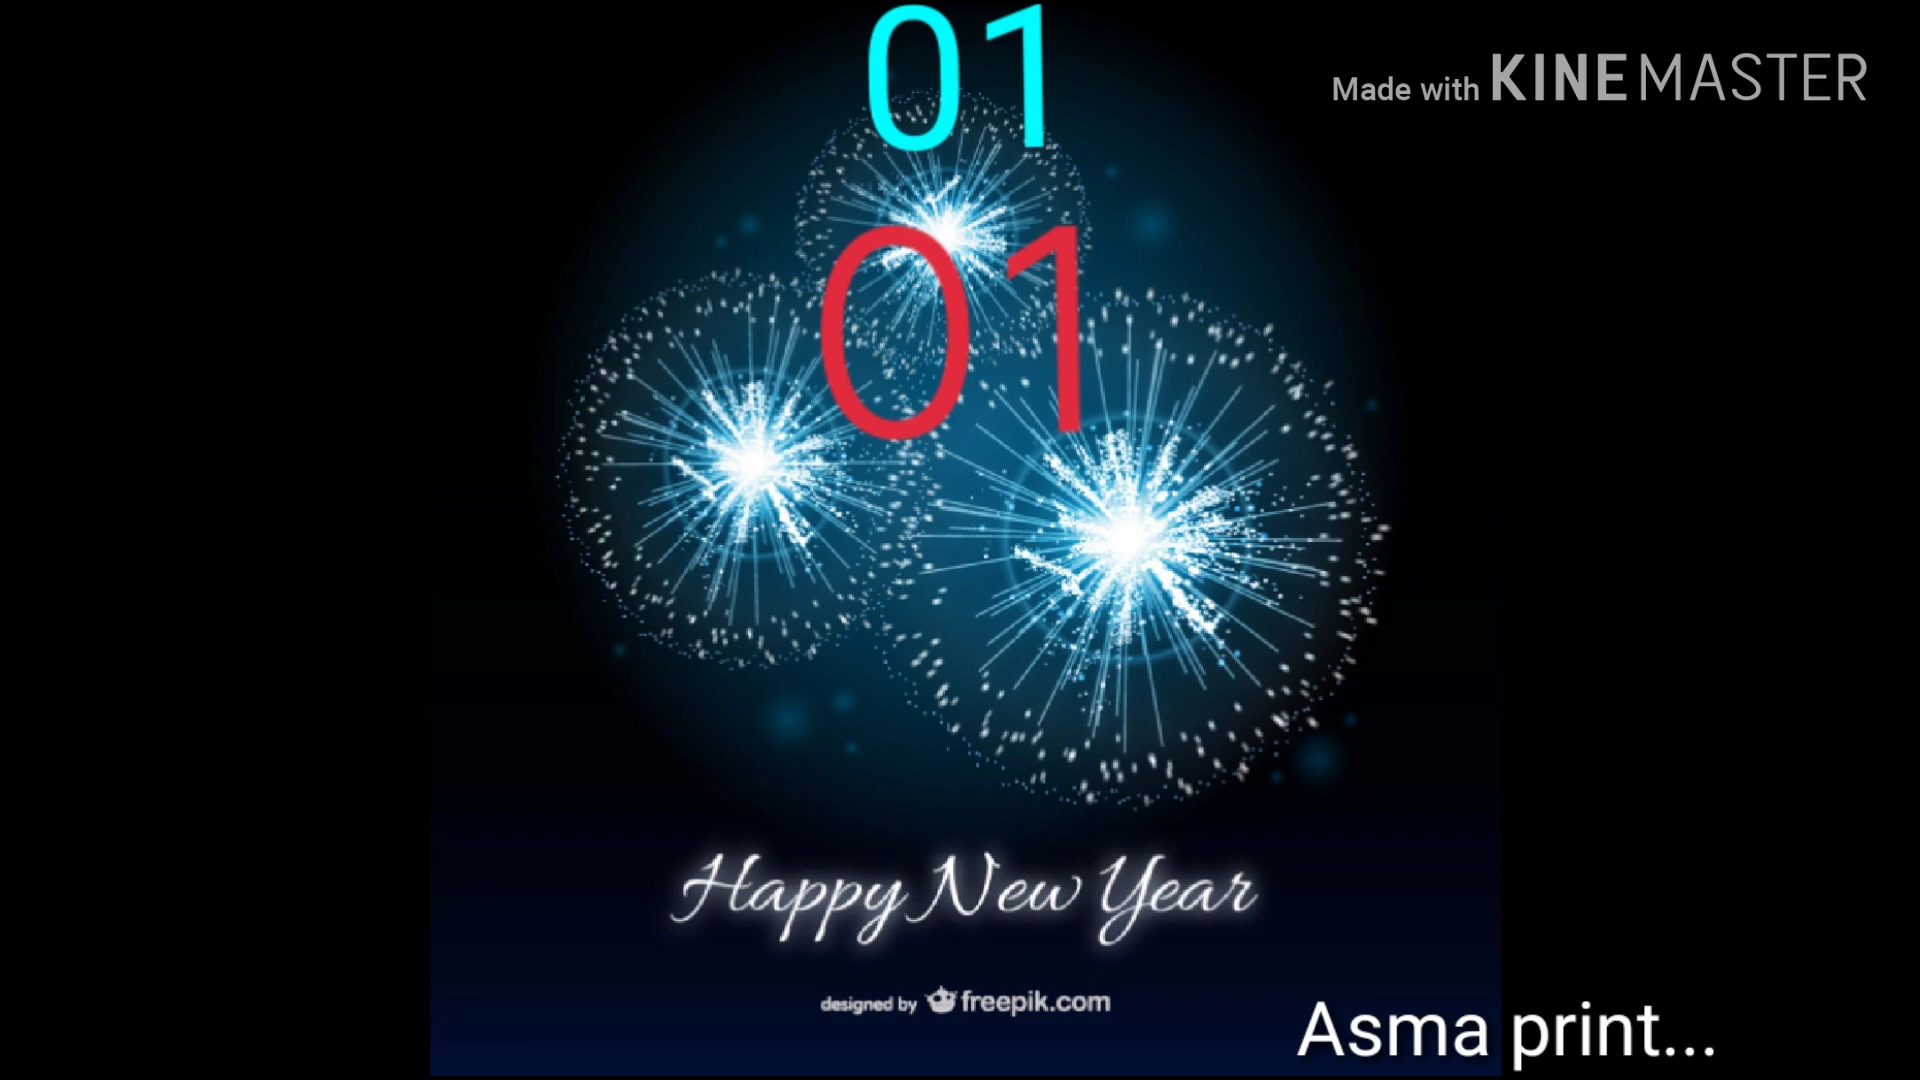 01
Made with KINEMASTER
01
Happy New Year
designed by freepik.com
Asma print...